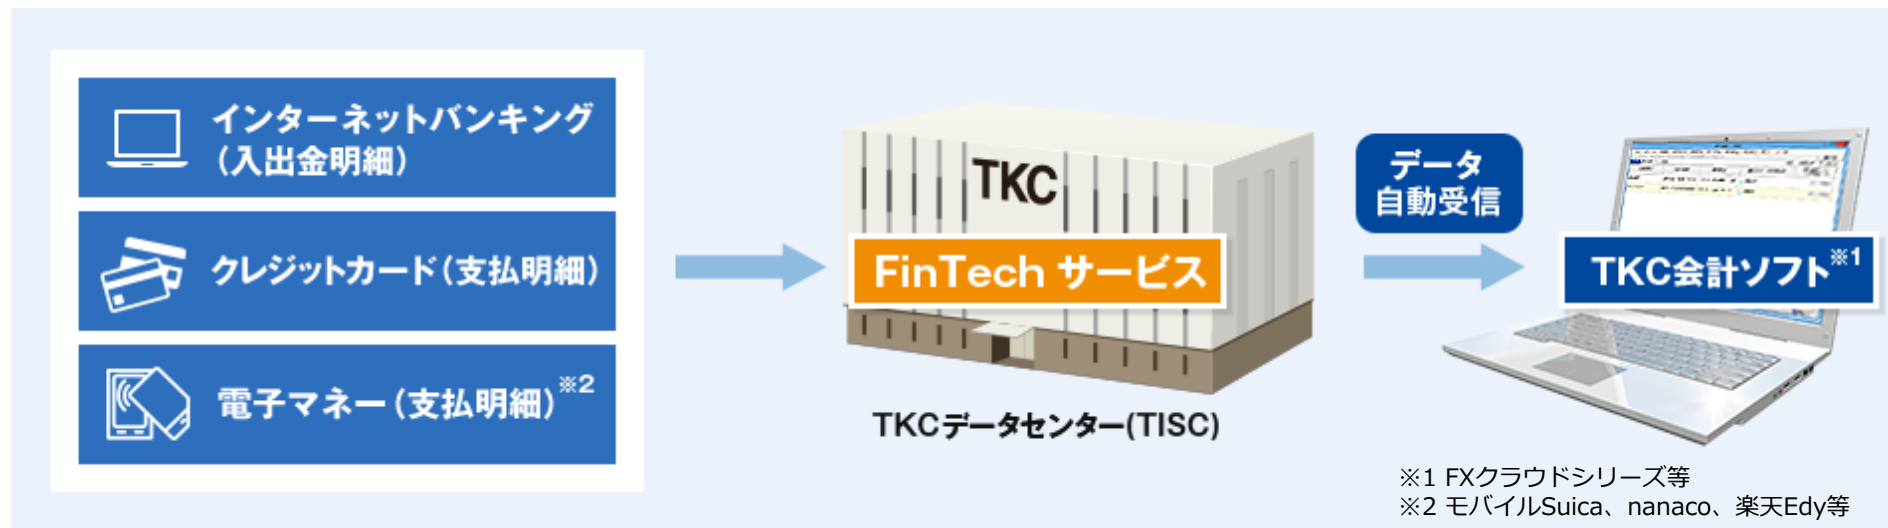 インターネットバンキング
(入出金明細)
クレジットカード(支払明細)
電子マネー(支払明細)※2
TKC
FinTech サービス
TKCデータセンター(TISC)
データ
自動受信
TKC会計ソフト※1
※1 FXクラウドシリーズ等
※2 モバイルSuica、nanaco、楽天Edy等